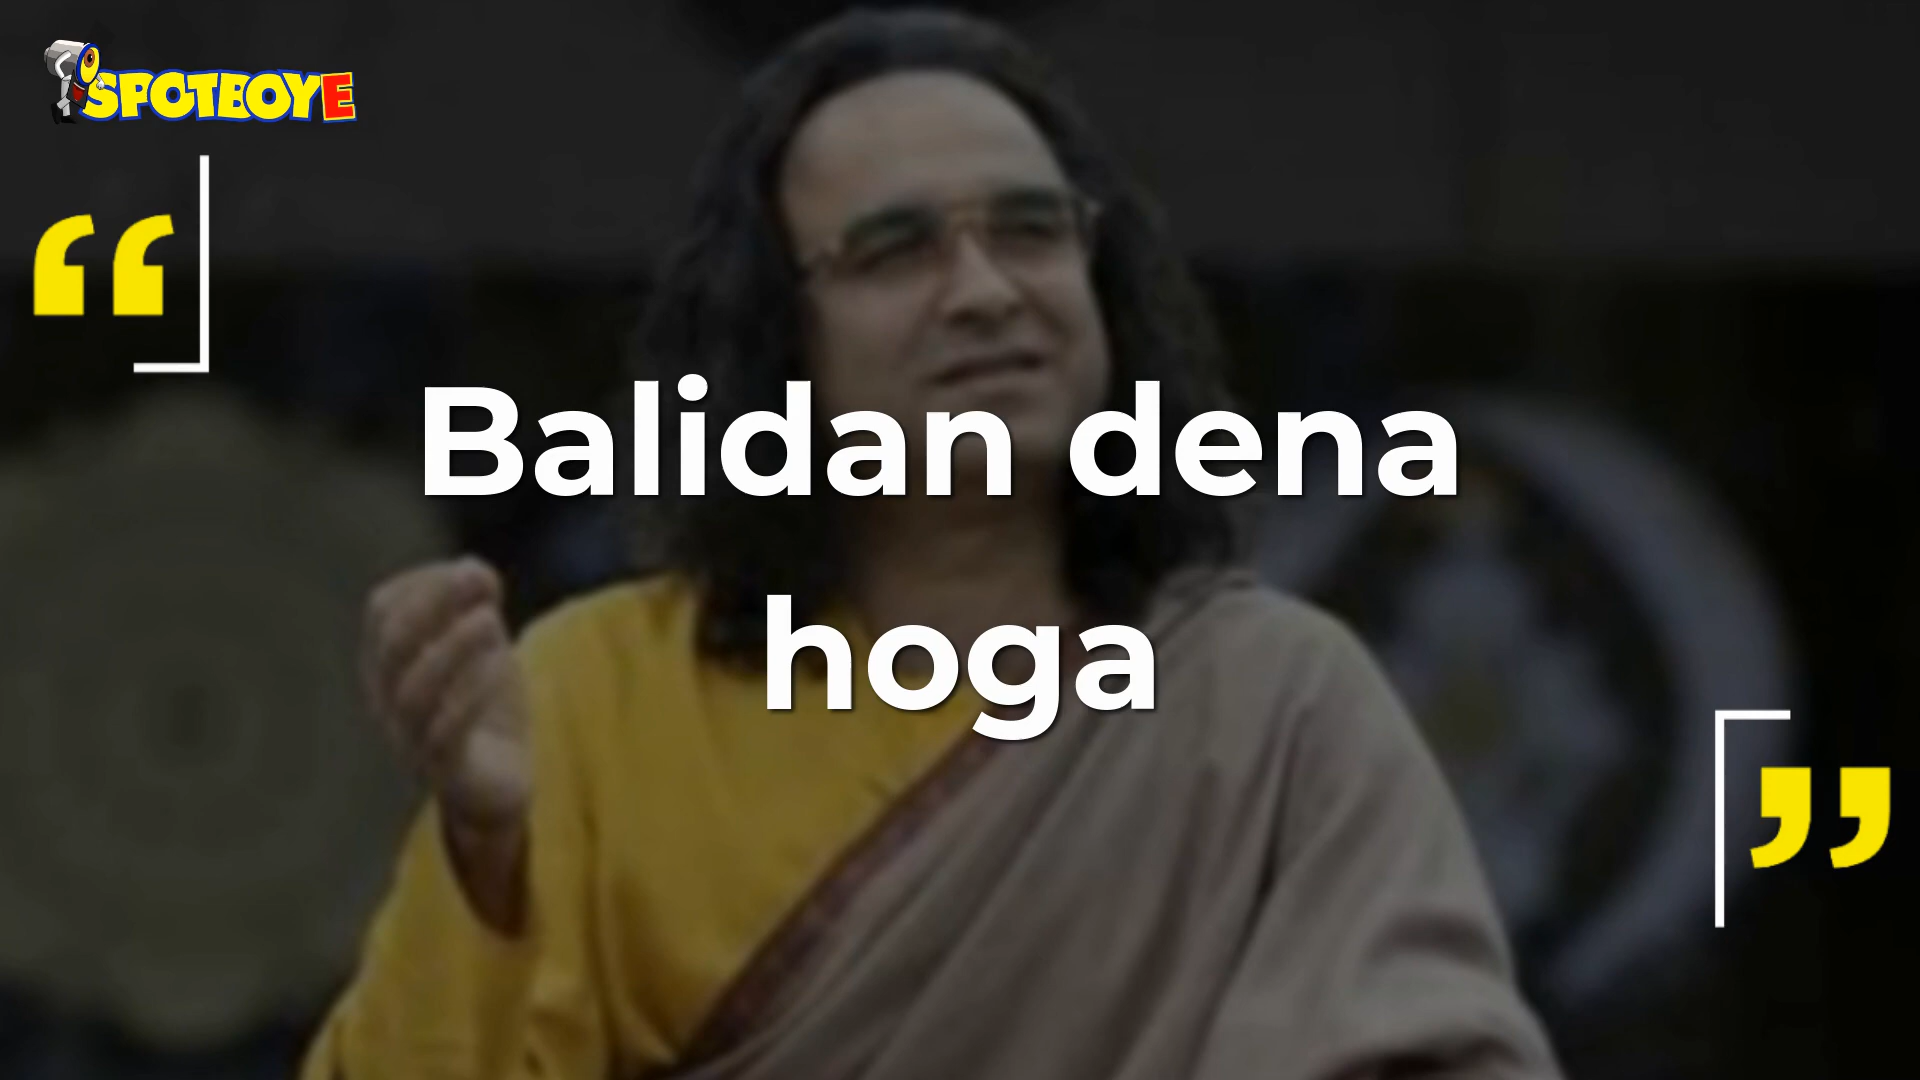 SPOTBOYE
“
Balidan dena
hoga
”